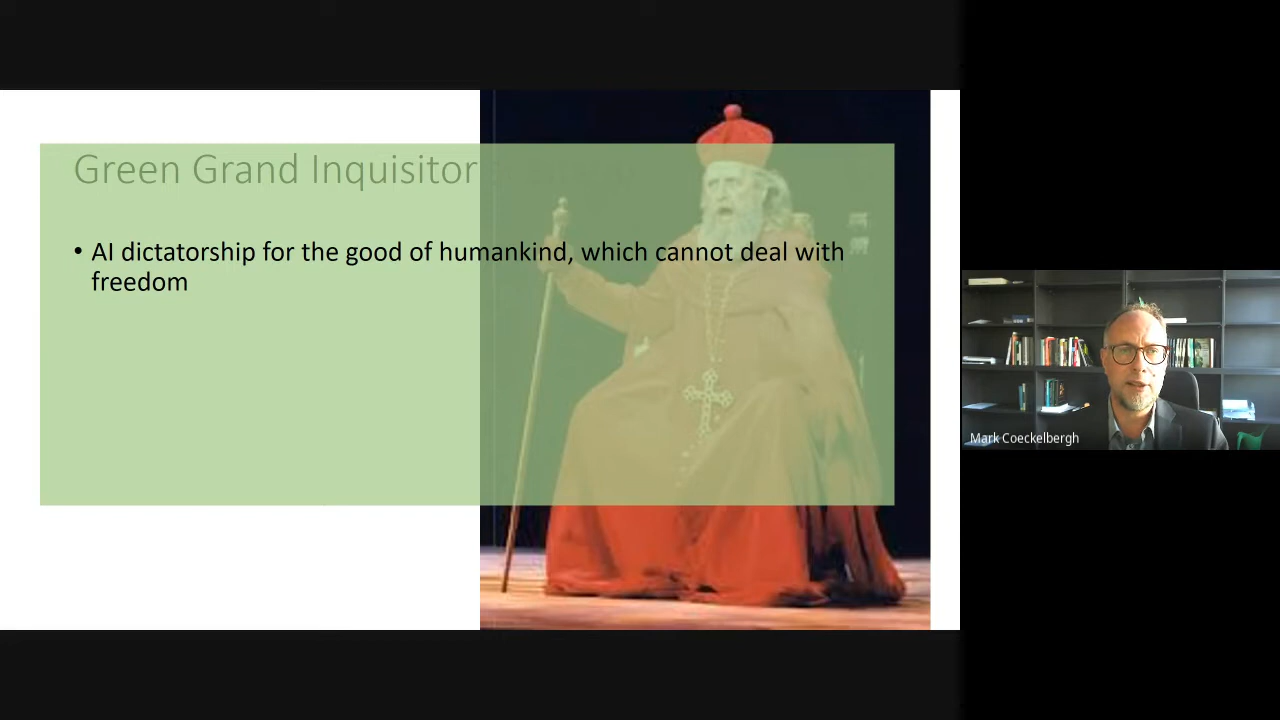 Green Grand Inquisitor
• AI dictatorship for the good of humankind, which cannot deal with
freedom
Mark Coeckelbergh